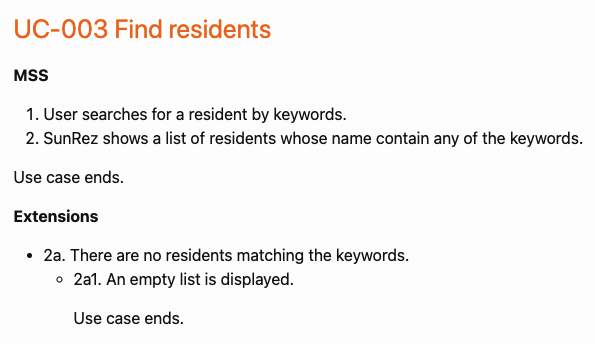 UC-003 Find residents
MSS
1. User searches for a resident by keywords.
2. SunRez shows a list of residents whose name contain any of the keywords.
Use case ends.
Extensions
• 2a. There are no residents matching the keywords.
◦ 2a1. An empty list is displayed.
Use case ends.